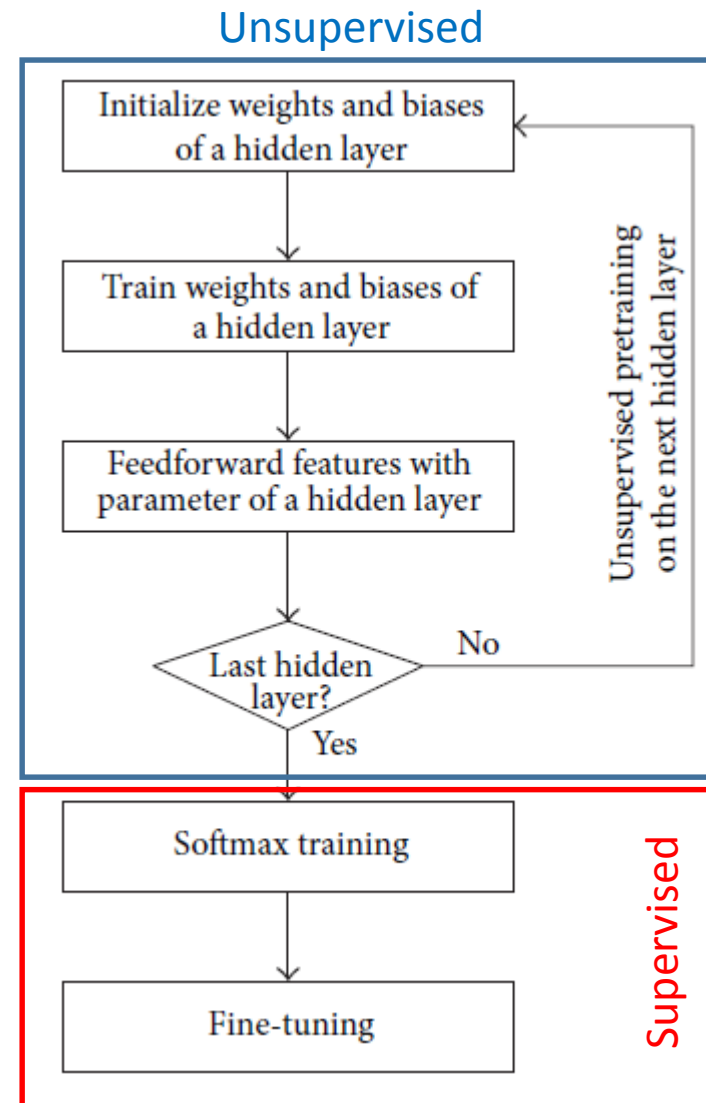 Unsupervised
Initialize weights and biases
of a hidden layer
Train weights and biases of
a hidden layer
Feedforward features with
parameter of a hidden layer
Unsupervised pretraining
on the next hidden layer
Last hidden
layer?
No
Yes
Softmax training
Fine-tuning
Supervised